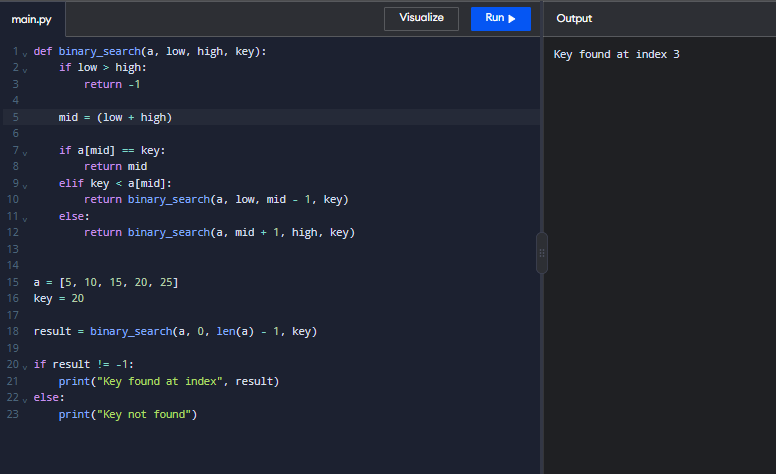 main.py
Visualize
Run
Output
1 def binary_search(a, low, high, key):
2     if low > high:
3         return -1
4
5     mid = (low + high)
6
7     if a[mid] == key:
8         return mid
9     elif key < a[mid]:
10         return binary_search(a, low, mid - 1, key)
11     else:
12         return binary_search(a, mid + 1, high, key)
13
14
15 a = [5, 10, 15, 20, 25]
16 key = 20
17
18 result = binary_search(a, 0, len(a) - 1, key)
19
20 if result != -1:
21     print("Key found at index", result)
22 else:
23     print("Key not found")
Key found at index 3